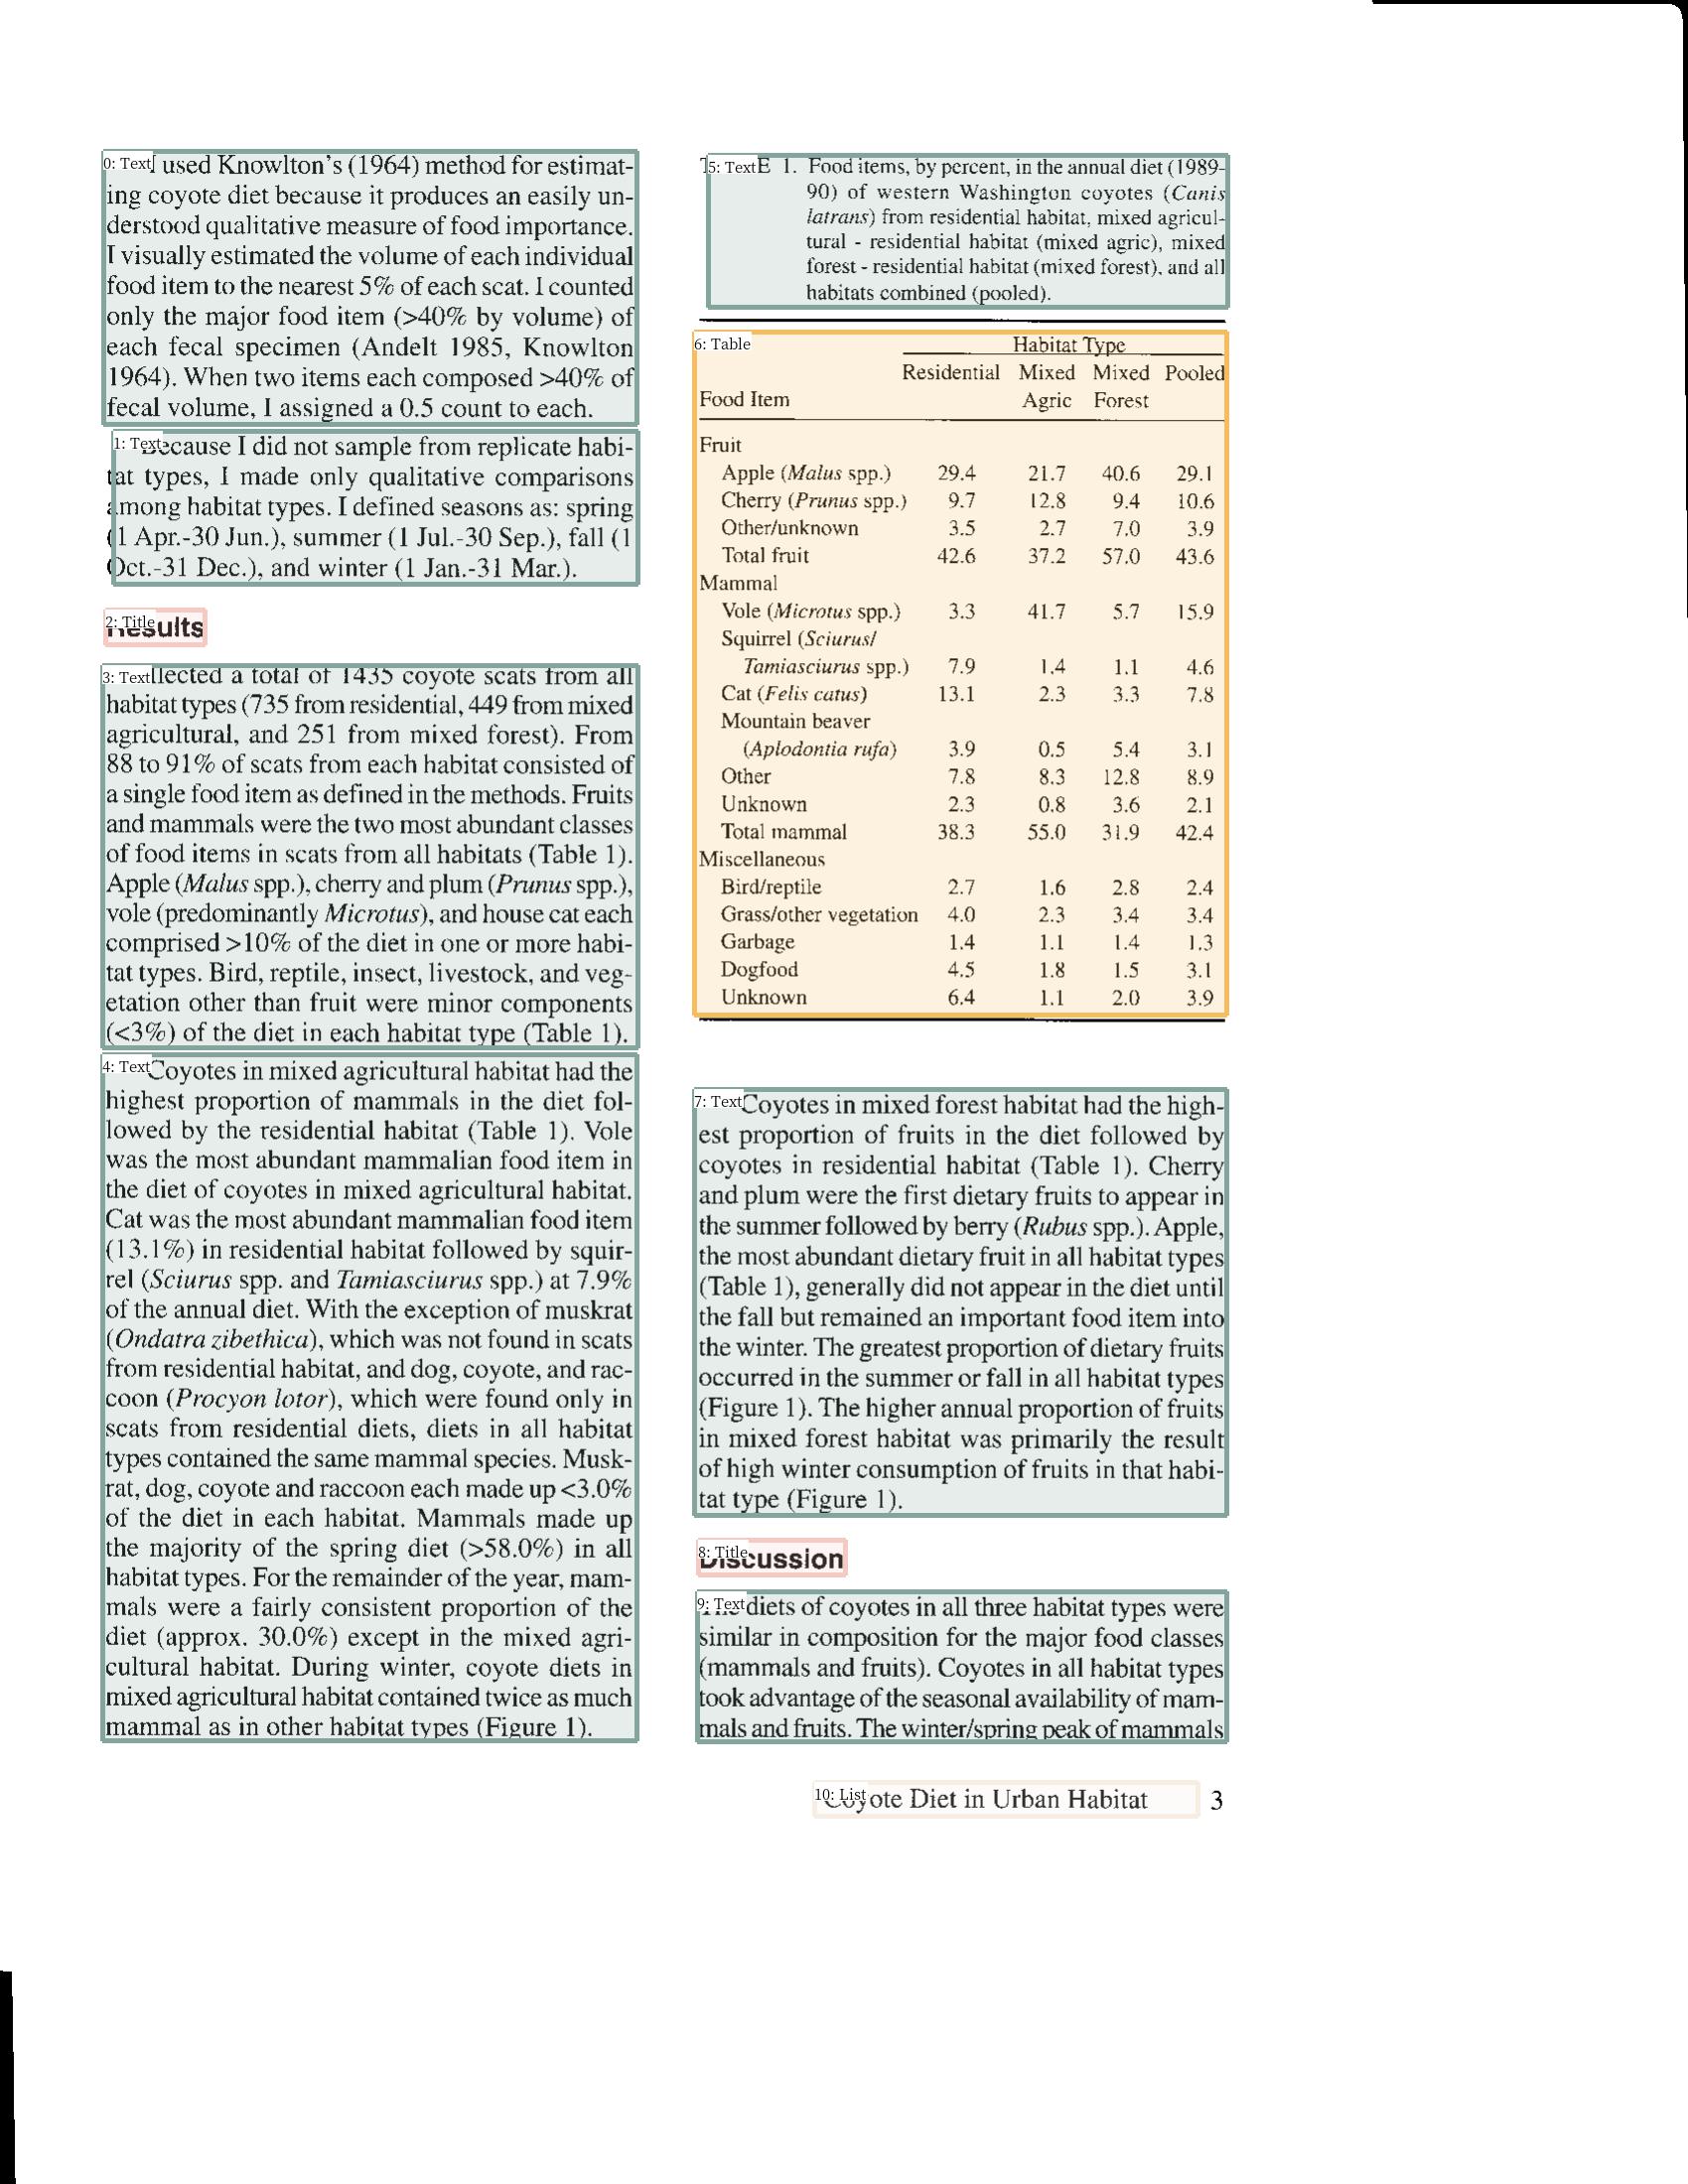 0: Text
I used Knowlton's (1964) method for estimat-
ing coyote diet because it produces an easily un-
derstood qualitative measure of food importance.
I visually estimated the volume of each individual
food item to the nearest 5% of each scat. I counted
only the major food item (>40% by volume) of
each fecal specimen (Andelt 1985, Knowlton
1964). When two items each composed >40% of
fecal volume, I assigned a 0.5 count to each.
1: Text
Because I did not sample from replicate habi-
tat types, I made only qualitative comparisons
among habitat types. I defined seasons as: spring
(1 Apr.-30 Jun.), summer (1 Jul.-30 Sep.), fall (1
Oct.-31 Dec.), and winter (1 Jan.-31 Mar.).
2: Title
Results
3: Text
llected a total of 1435 coyote scats from all
habitat types (735 from residential, 449 from mixed
agricultural, and 251 from mixed forest). From
88 to 91% of scats from each habitat consisted of
a single food item as defined in the methods. Fruits
and mammals were the two most abundant classes
of food items in scats from all habitats (Table 1).
Apple (Malus spp.), cherry and plum (Prunus spp.),
vole (predominantly Microtus), and house cat each
comprised >10% of the diet in one or more habi-
tat types. Bird, reptile, insect, livestock, and veg-
etation other than fruit were minor components
(<3%) of the diet in each habitat type (Table 1).
4: Text
Coyotes in mixed agricultural habitat had the
highest proportion of mammals in the diet fol-
lowed by the residential habitat (Table 1). Vole
was the most abundant mammalian food item in
the diet of coyotes in mixed agricultural habitat.
Cat was the most abundant mammalian food item
(13.1%) in residential habitat followed by squir-
rel (Sciurus spp. and Tamiasciurus spp.) at 7.9%
of the annual diet. With the exception of muskrat
(Ondatra zibethica), which was not found in scats
from residential habitat, and dog, coyote, and rac-
coon (Procyon lotor), which were found only in
scats from residential diets, diets in all habitat
types contained the same mammal species. Musk-
rat, dog, coyote and raccoon each made up <3.0%
of the diet in each habitat. Mammals made up
the majority of the spring diet (>58.0%) in all
habitat types. For the remainder of the year, mam-
mals were a fairly consistent proportion of the
diet (approx. 30.0%) except in the mixed agri-
cultural habitat. During winter, coyote diets in
mixed agricultural habitat contained twice as much
mammal as in other habitat types (Figure 1).
5: Text
TABLE 1. Food items, by percent, in the annual diet (1989-
90) of western Washington coyotes (Canis
latrans) from residential habitat, mixed agricul-
tural - residential habitat (mixed agric), mixed
forest - residential habitat (mixed forest), and all
habitats combined (pooled).
6: Table
Habitat Type
Residential Mixed Mixed Pooled
Food Item Agric Forest
Fruit
Apple (Malus spp.) 29.4 21.7 40.6 29.1
Cherry (Prunus spp.) 9.7 12.8 9.4 10.6
Other/unknown 3.5 2.7 7.0 3.9
Total fruit 42.6 37.2 57.0 43.6
Mammal
Vole (Microtus spp.) 3.3 41.7 5.7 15.9
Squirrel (Sciurus/
Tamiasciurus spp.) 7.9 1.4 1.1 4.6
Cat (Felis catus) 13.1 2.3 3.3 7.8
Mountain beaver
(Aplodontia rufa) 3.9 0.5 5.4 3.1
Other 7.8 8.3 12.8 8.9
Unknown 2.3 0.8 3.6 2.1
Total mammal 38.3 55.0 31.9 42.4
Miscellaneous
Bird/reptile 2.7 1.6 2.8 2.4
Grass/other vegetation 4.0 2.3 3.4 3.4
Garbage 1.4 1.1 1.4 1.3
Dogfood 4.5 1.8 1.5 3.1
Unknown 6.4 1.1 2.0 3.9
7: Text
Coyotes in mixed forest habitat had the high-
est proportion of fruits in the diet followed by
coyotes in residential habitat (Table 1). Cherry
and plum were the first dietary fruits to appear in
the summer followed by berry (Rubus spp.). Apple,
the most abundant dietary fruit in all habitat types
(Table 1), generally did not appear in the diet until
the fall but remained an important food item into
the winter. The greatest proportion of dietary fruits
occurred in the summer or fall in all habitat types
(Figure 1). The higher annual proportion of fruits
in mixed forest habitat was primarily the result
of high winter consumption of fruits in that habi-
tat type (Figure 1).
8: Title
Discussion
9: Text
The diets of coyotes in all three habitat types were
similar in composition for the major food classes
(mammals and fruits). Coyotes in all habitat types
took advantage of the seasonal availability of mam-
mals and fruits. The winter/spring peak of mammals
10: List
Coyote Diet in Urban Habitat 3